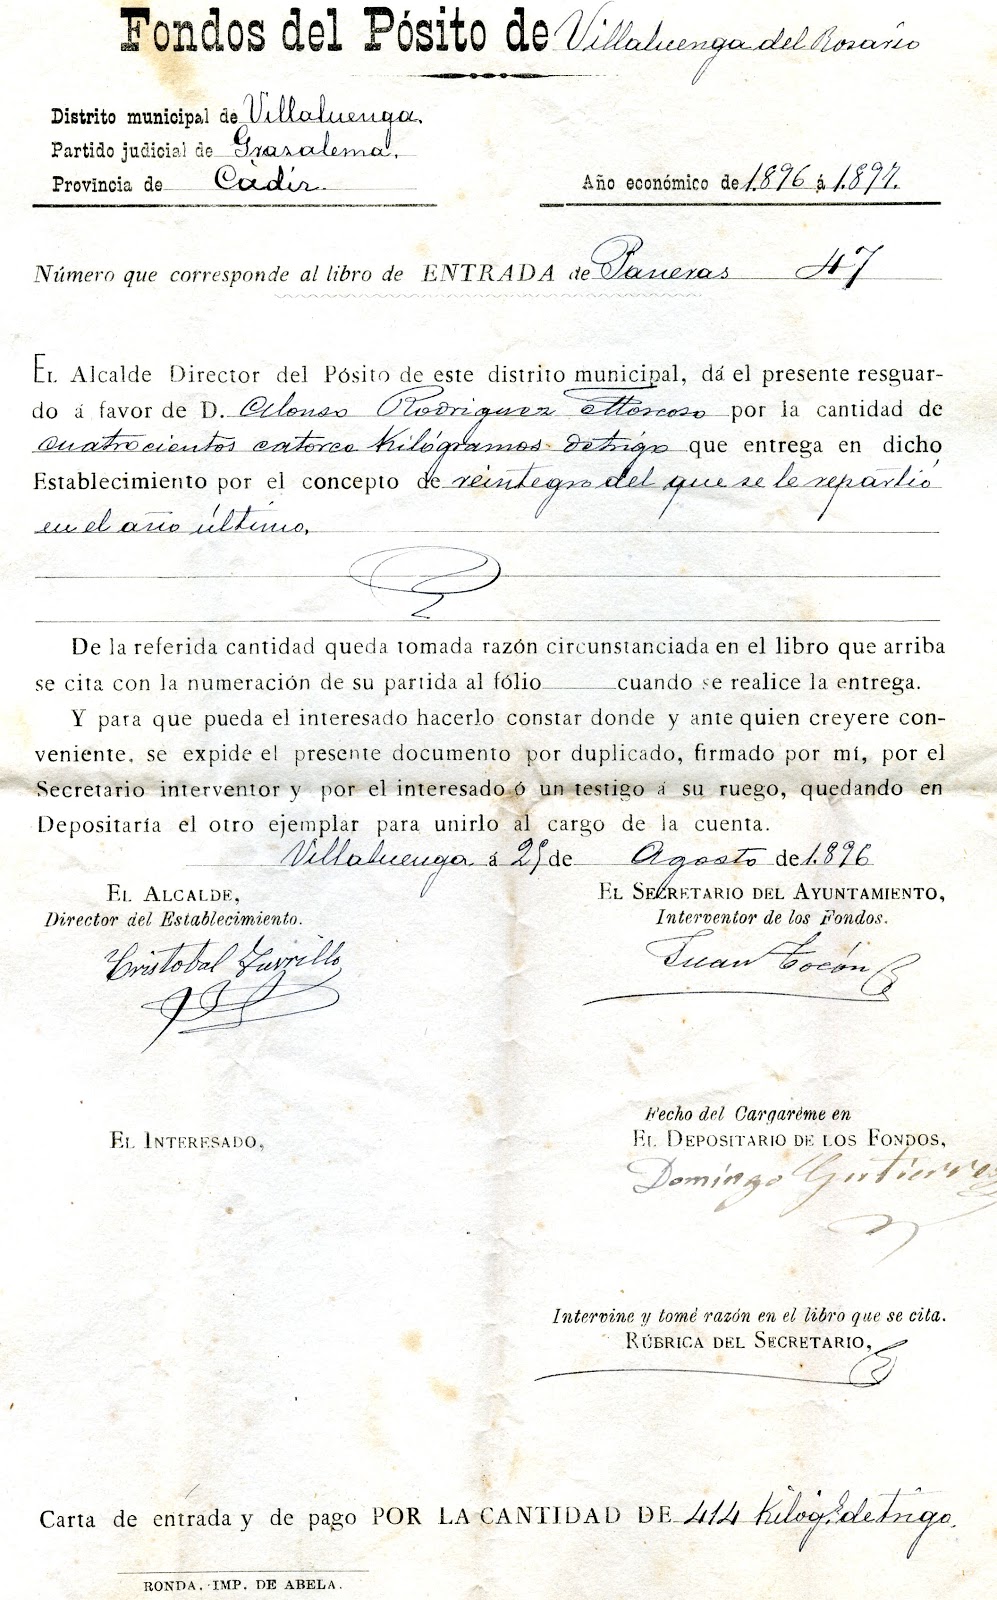 Fondos del Pósito de Villaluenga del Rosario
Distrito municipal de Villaluenga.
Partido judicial de Grazalema.
Provincia de Cádiz.
Año económico de 1.896 á 1.897.
Número que corresponde al libro de ENTRADA de Paneras 47
EL Alcalde Director del Pósito de este distrito municipal, dá el presente resguar-
do á favor de D. Alonso Rodriguez Moscoso por la cantidad de
cuatrocientos catorce Kilógramos de trigo que entrega en dicho
Establecimiento por el concepto de reintegro del que se le repartió
en el año último.
De la referida cantidad queda tomada razón circunstanciada en el libro que arriba
se cita con la numeración de su partida al fólio cuando se realice la entrega.
Y para que pueda el interesado hacerlo constar donde y ante quien creyere con-
veniente, se expide el presente documento por duplicado, firmado por mí, por el
Secretario interventor y por el interesado ó un testigo á su ruego, quedando en
Depositaría el otro ejemplar para unirlo al cargo de la cuenta.
Villaluenga á 29 de Agosto de 1.896
EL ALCALDE,
Director del Establecimiento.
Cristobal Zurrillo
EL SECRETARIO DEL AYUNTAMIENTO,
Interventor de los Fondos.
Juan Tocón
EL INTERESADO,
Fecho del Cargaréme en
EL DEPOSITARIO DE LOS FONDOS,
Domingo Gutierrez
Intervine y tomé razón en el libro que se cita.
RÚBRICA DEL SECRETARIO,
Carta de entrada y de pago POR LA CANTIDAD DE 414 Kilóg.s de trigo.
RONDA. IMP. DE ABELA.